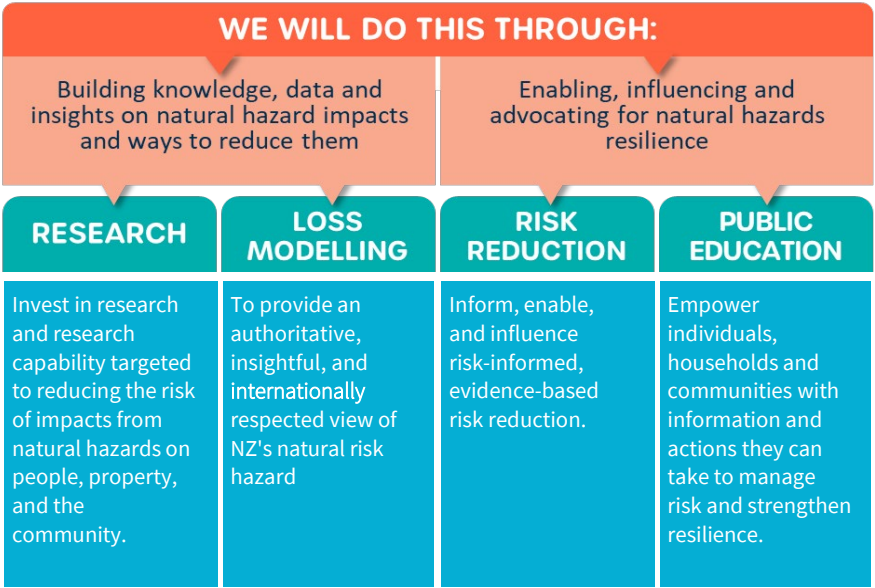 WE WILL DO THIS THROUGH:
Building knowledge, data and
insights on natural hazard impacts
and ways to reduce them
Enabling, influencing and
advocating for natural hazards
resilience
RESEARCH
LOSS
MODELLING
RISK
REDUCTION
PUBLIC
EDUCATION
Invest in research
and research
capability targeted
to reducing the risk
of impacts from
natural hazards on
people, property,
and the
community.
To provide an
authoritative,
insightful, and
internationally
respected view of
NZ's natural risk
hazard
Inform, enable,
and influence
risk-informed,
evidence-based
risk reduction.
Empower
individuals,
households and
communities with
information and
actions they can
take to manage
risk and strengthen
resilience.